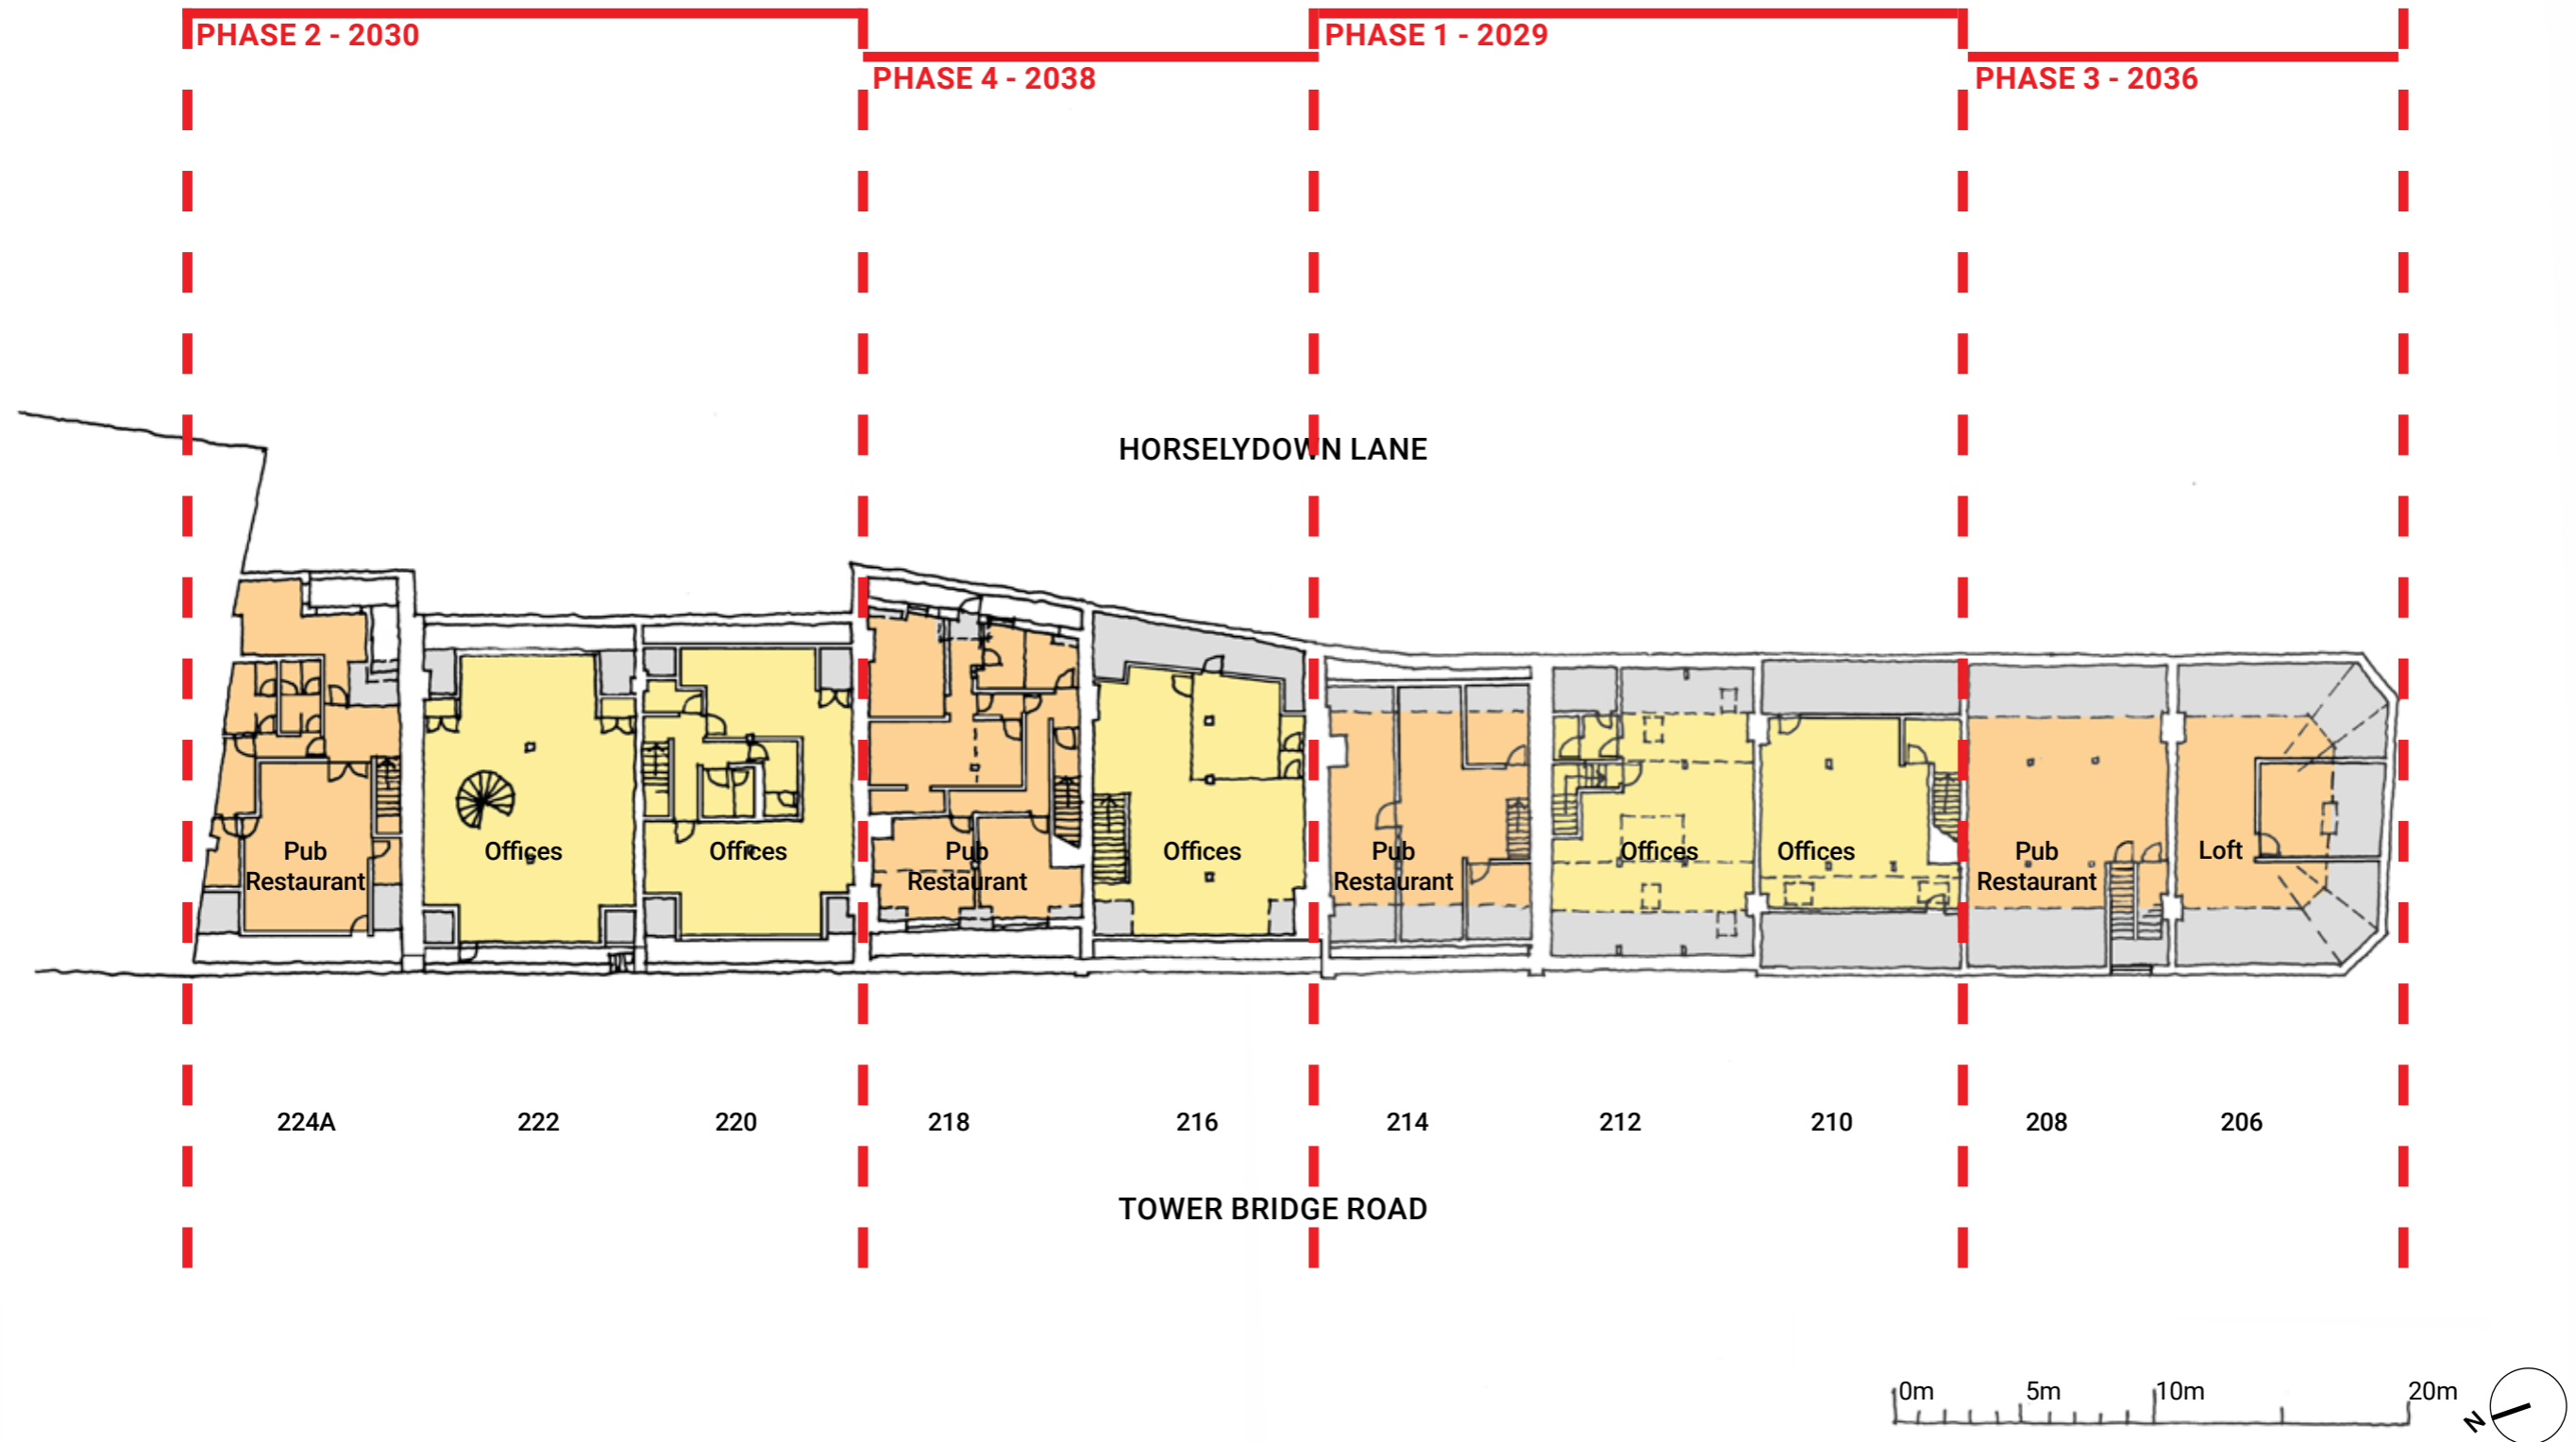 PHASE 2 - 2030
PHASE 1 - 2029
PHASE 4 - 2038
PHASE 3 - 2036
HORSELYDOWN LANE
Pub
Restaurant
Offices
Offices
Pub
Restaurant
Offices
Pub
Restaurant
Offices
Offices
Pub
Restaurant
Loft
224A
222
220
218
216
214
212
210
208
206
TOWER BRIDGE ROAD
0m 5m 10m 20m
N